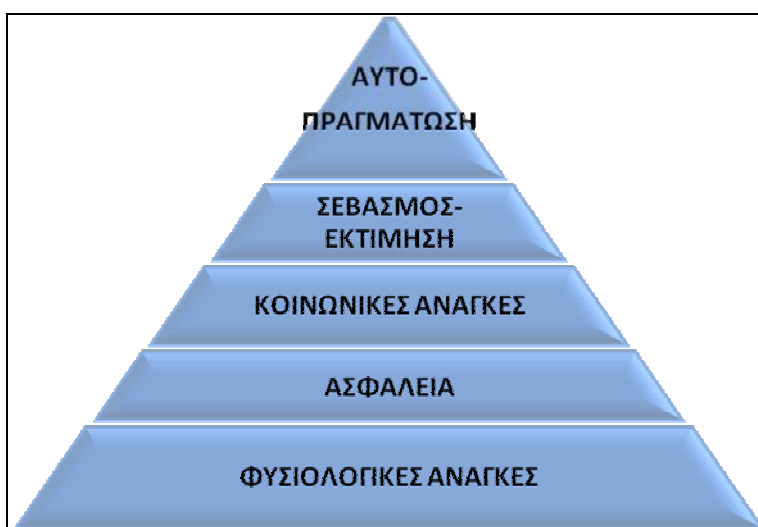 ΑΥΤΟ-
ΠΡΑΓΜΑΤΩΣΗ
ΣΕΒΑΣΜΟΣ-
ΕΚΤΙΜΗΣΗ
ΚΟΙΝΩΝΙΚΕΣ ΑΝΑΓΚΕΣ
ΑΣΦΑΛΕΙΑ
ΦΥΣΙΟΛΟΓΙΚΕΣ ΑΝΑΓΚΕΣ